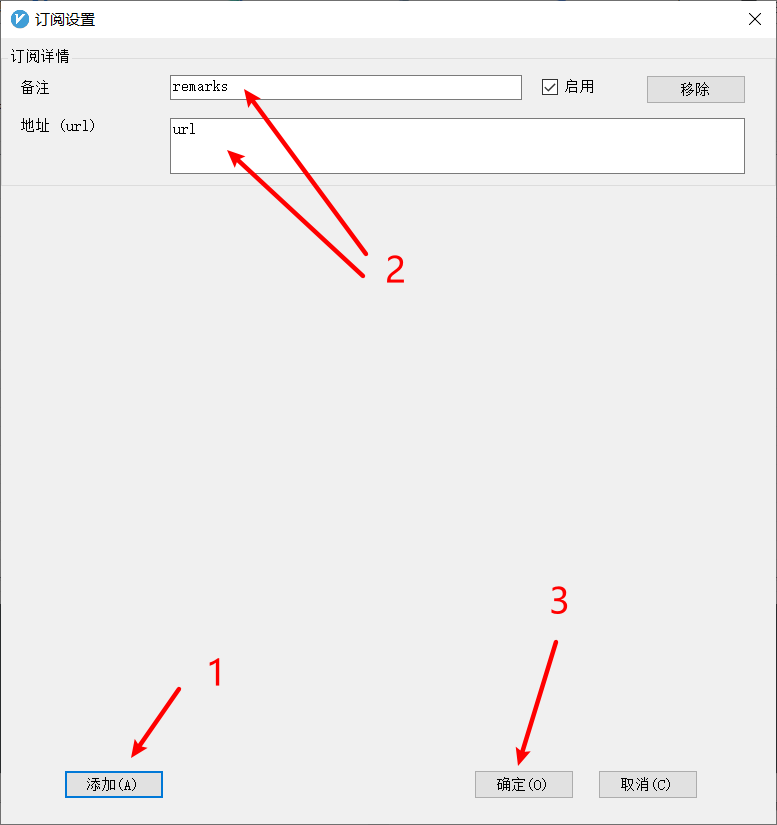 订阅设置
订阅详情
备注 remarks 启用 移除
地址 (url) url
2
3
1
添加(A) 确定(O) 取消(C)